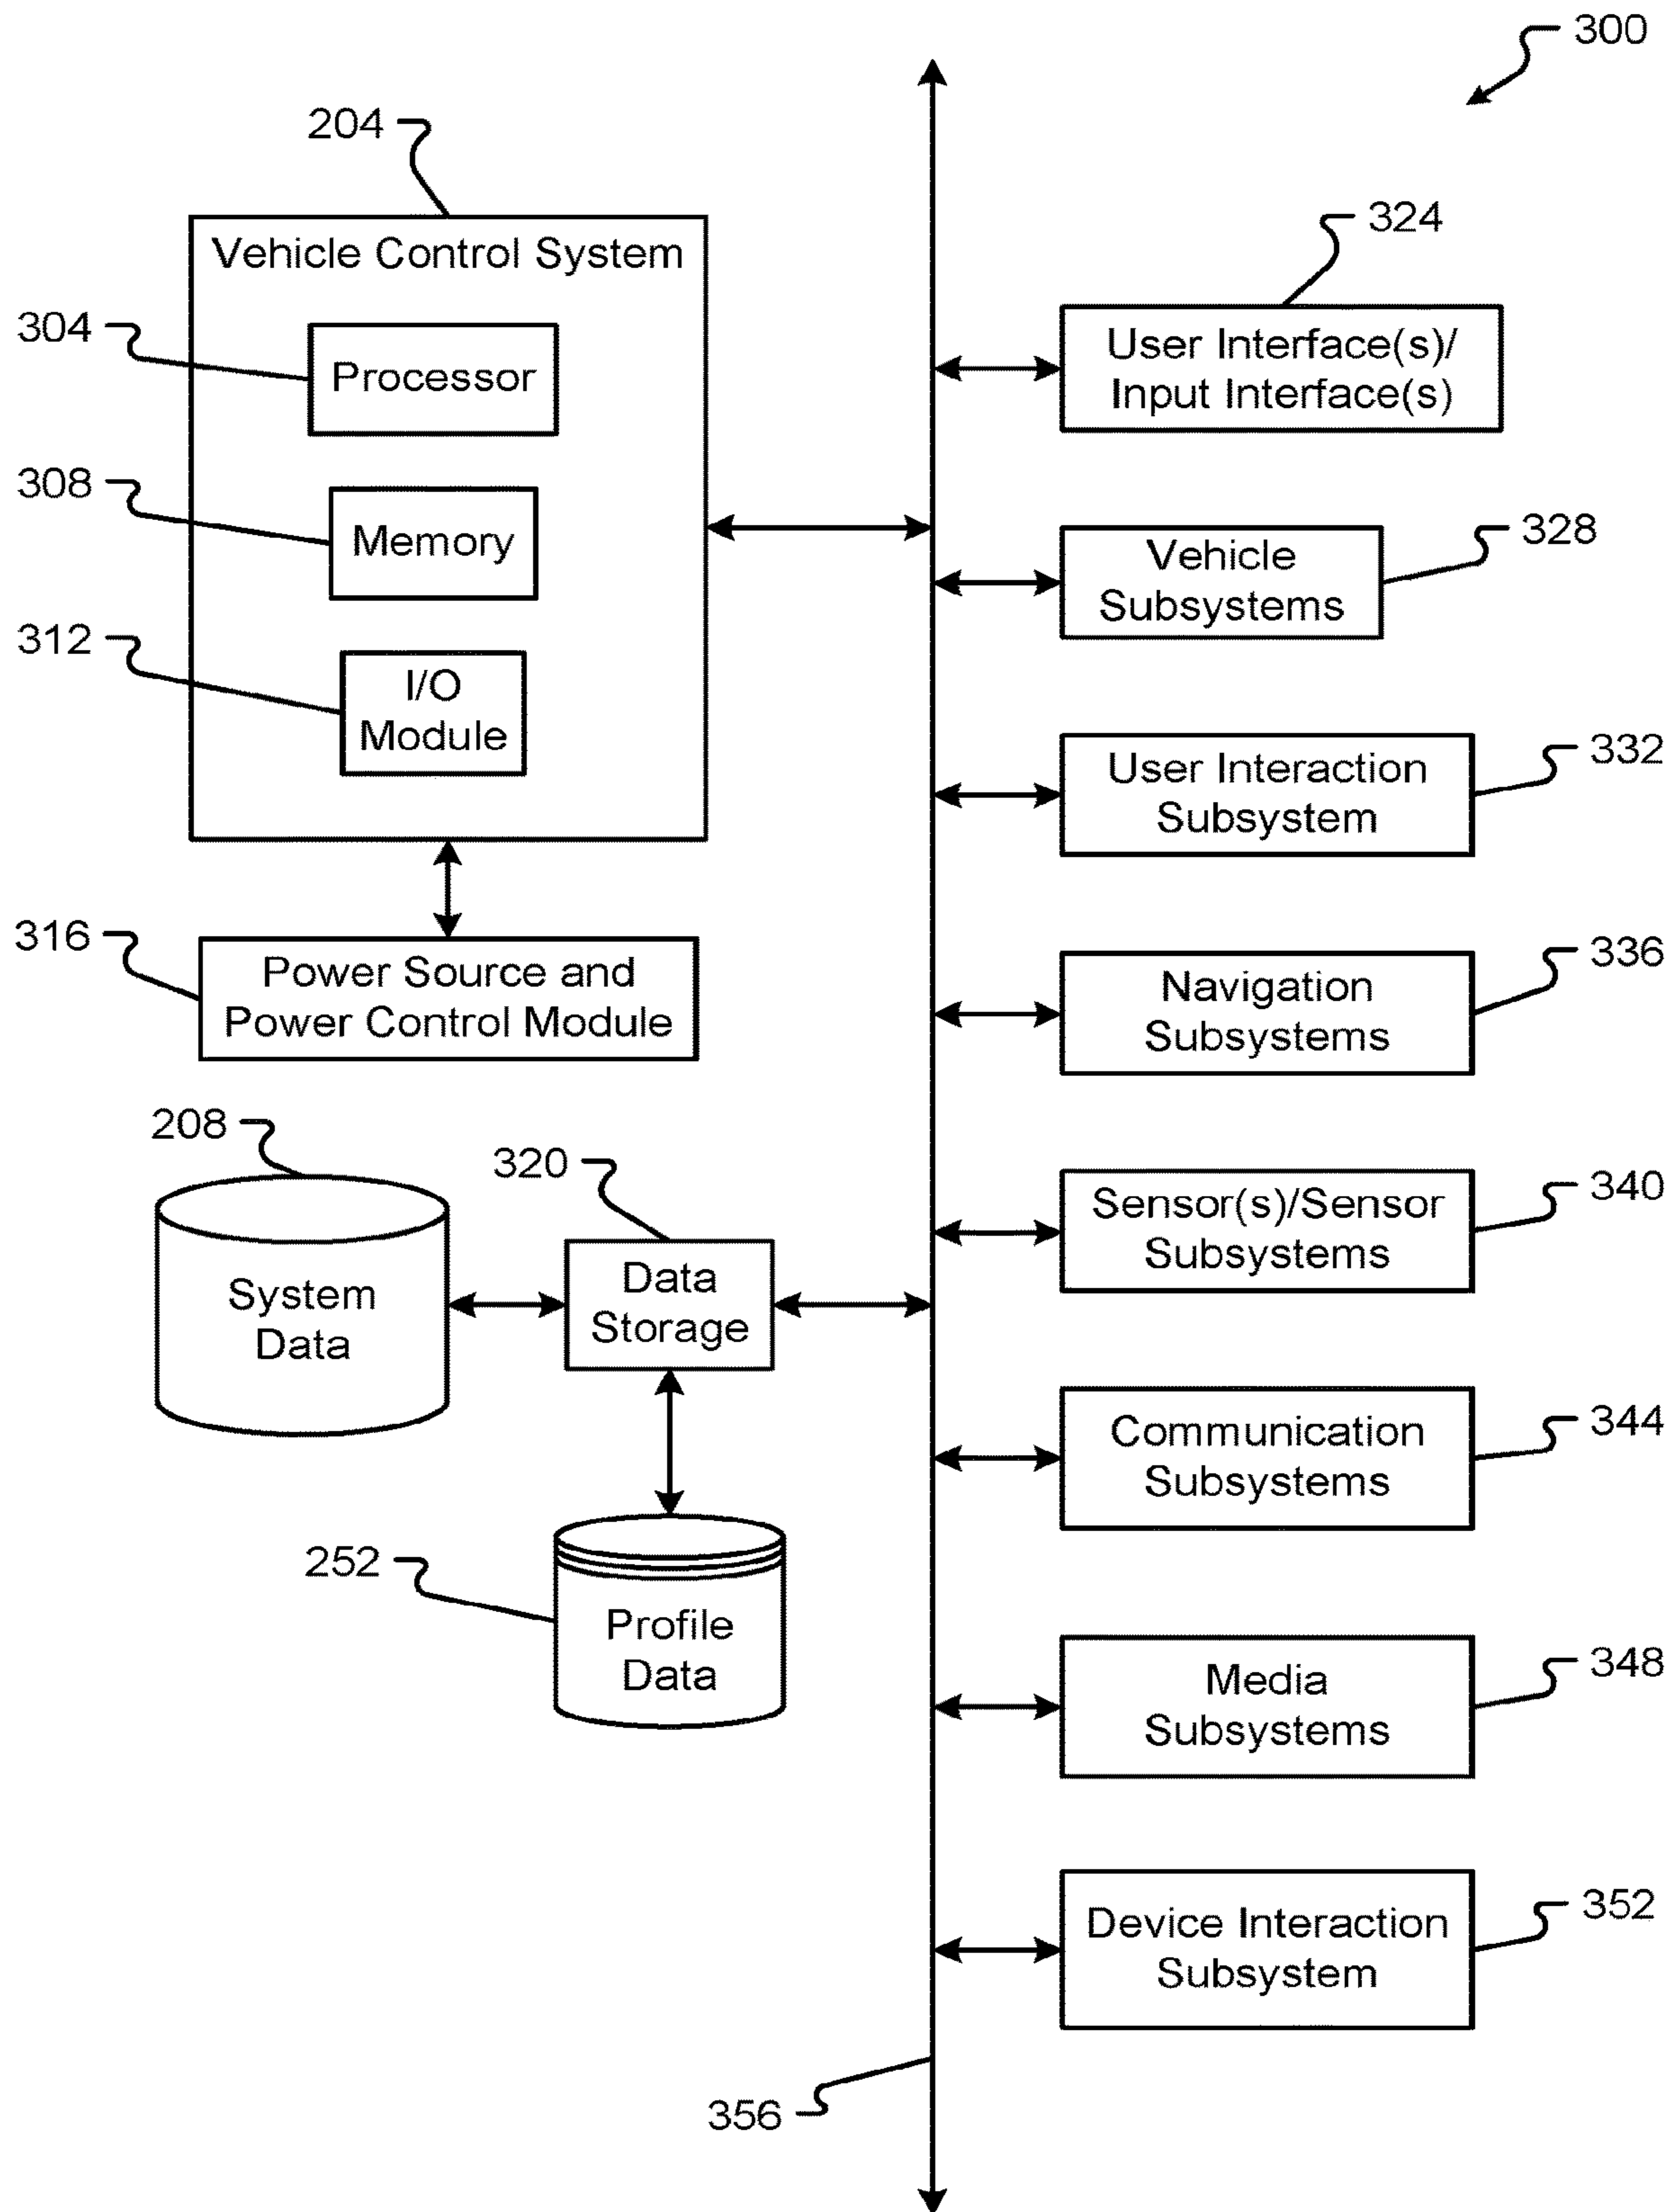 300
204
Vehicle Control System
304
Processor
308
Memory
312
I/O
Module
316
Power Source and
Power Control Module
208
System
Data
320
Data
Storage
252
Profile
Data
324
User Interface(s)/
Input Interface(s)
328
Vehicle
Subsystems
332
User Interaction
Subsystem
336
Navigation
Subsystems
340
Sensor(s)/Sensor
Subsystems
344
Communication
Subsystems
348
Media
Subsystems
352
Device Interaction
Subsystem
356